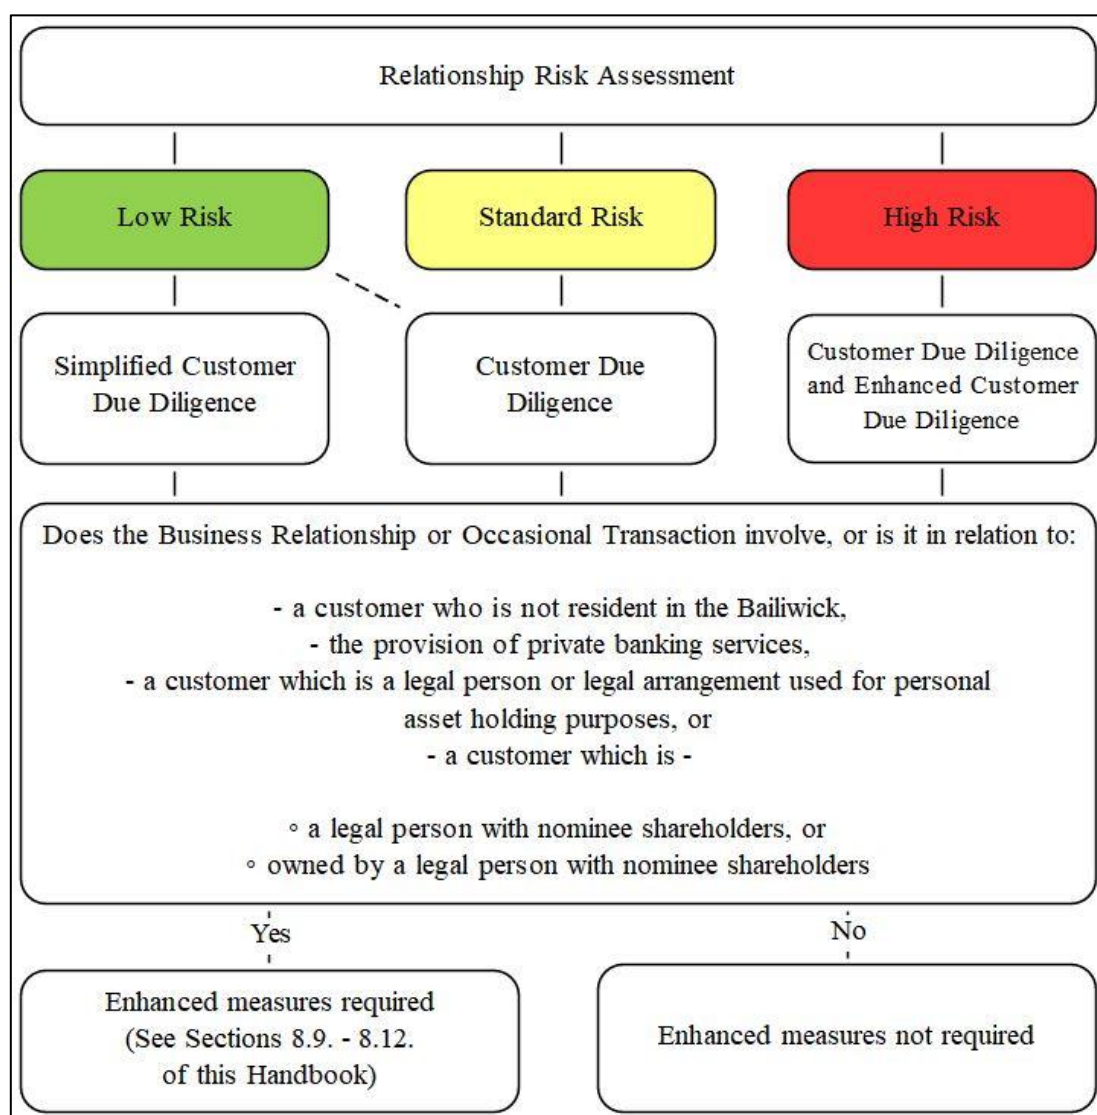 Relationship Risk Assessment
Low Risk
Standard Risk
High Risk
Simplified Customer
Due Diligence
Customer Due
Diligence
Customer Due Diligence
and Enhanced Customer
Due Diligence
Does the Business Relationship or Occasional Transaction involve, or is it in relation to:
- a customer who is not resident in the Bailiwick,
- the provision of private banking services,
- a customer which is a legal person or legal arrangement used for personal
asset holding purposes, or
- a customer which is -
◦ a legal person with nominee shareholders, or
◦ owned by a legal person with nominee shareholders
Yes
No
Enhanced measures required
(See Sections 8.9. - 8.12.
of this Handbook)
Enhanced measures not required